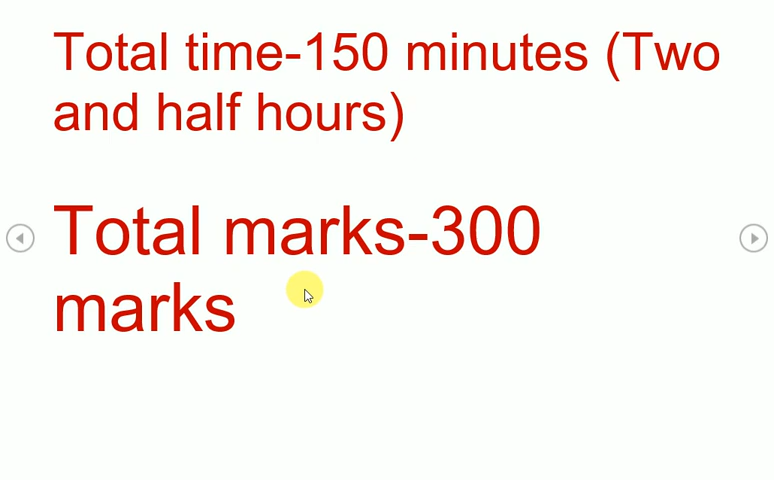 Total time-150 minutes (Two
and half hours)
Total marks-300
marks